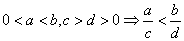 0 < a < b, c > d > 0 ⇒ a/c < b/d